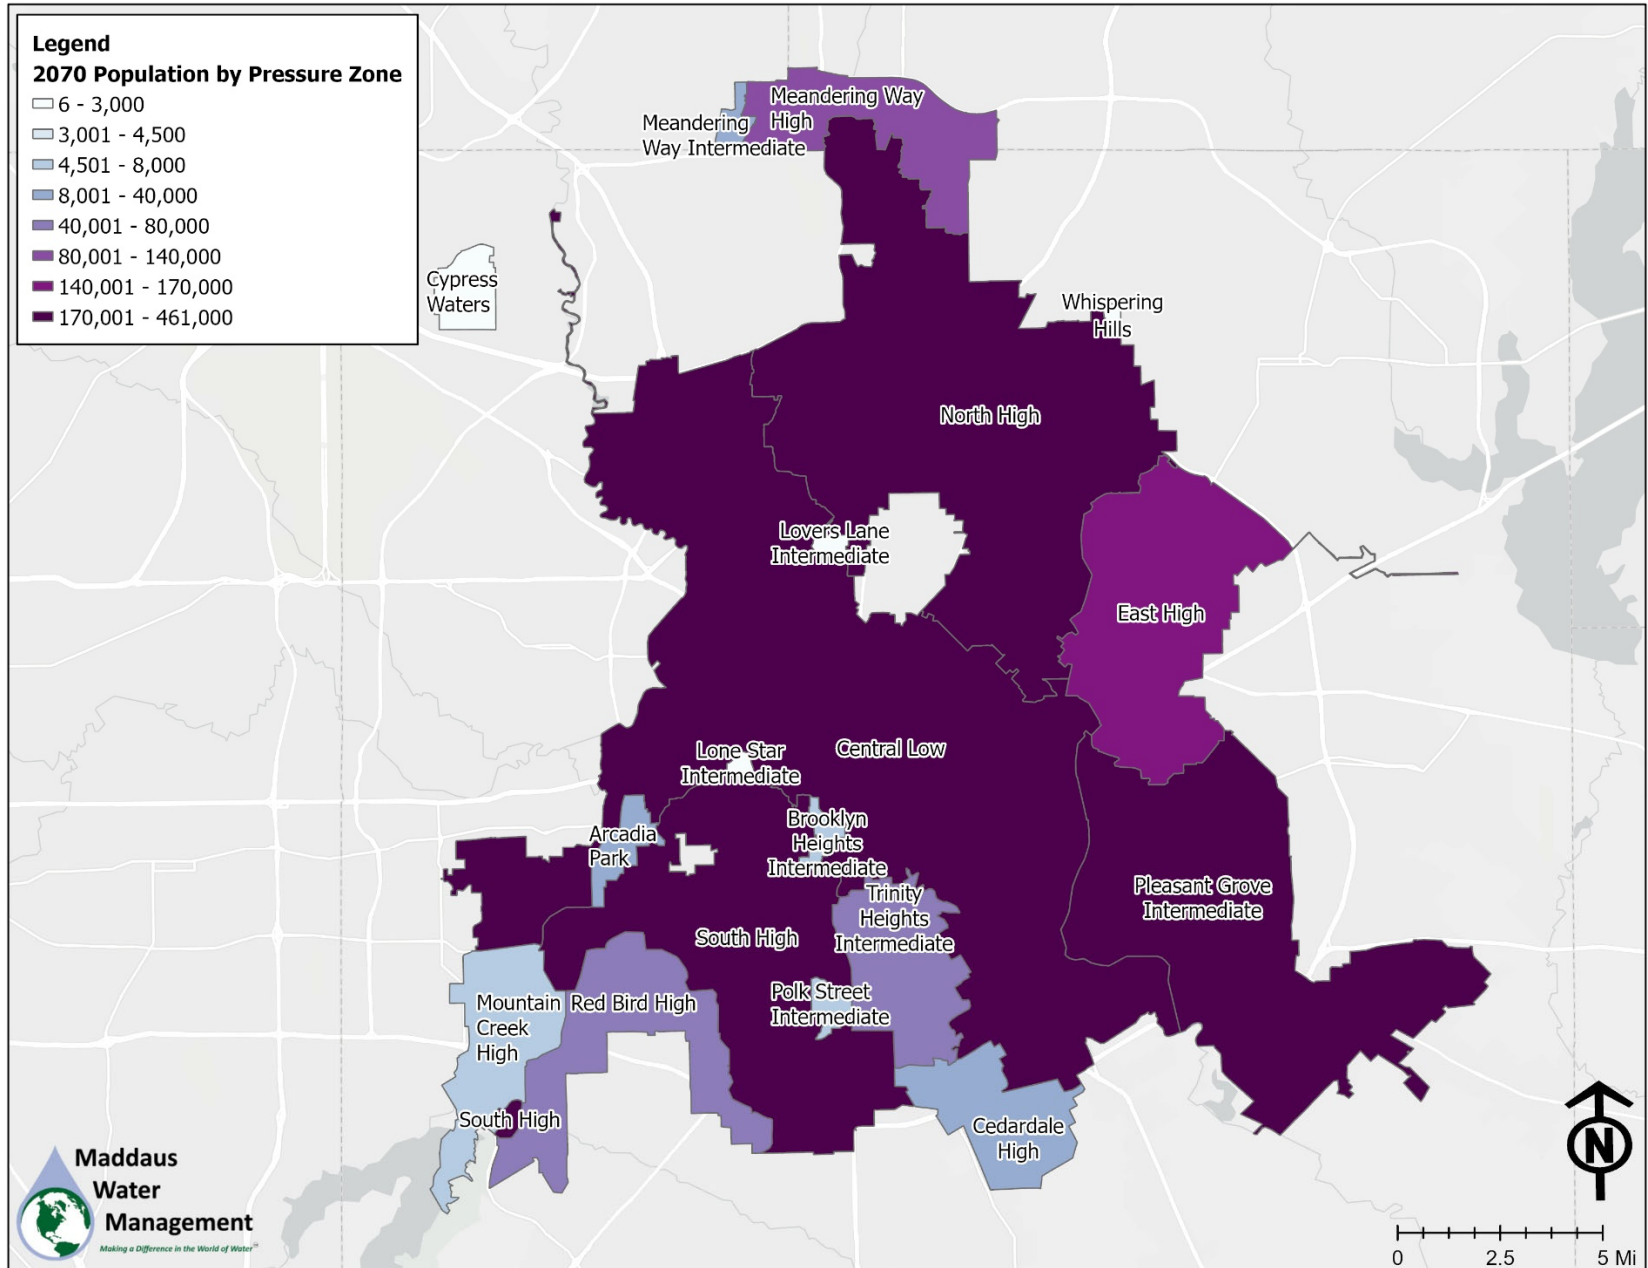 Legend
2070 Population by Pressure Zone
6 - 3,000
3,001 - 4,500
4,501 - 8,000
8,001 - 40,000
40,001 - 80,000
80,001 - 140,000
140,001 - 170,000
170,001 - 461,000
Meandering Way
High
Meandering
Way Intermediate
Cypress
Waters
Whispering
Hills
North High
Lovers Lane
Intermediate
East High
Lone Star
Intermediate
Central Low
Arcadia
Park
Brooklyn
Heights
Intermediate
Trinity
Heights
Intermediate
Pleasant Grove
Intermediate
South High
Mountain
Creek
High
Red Bird High
Polk Street
Intermediate
South High
Cedardale
High
Maddaus
Water
Management
Making a Difference in the World of Water
N
0 2.5 5 Mi